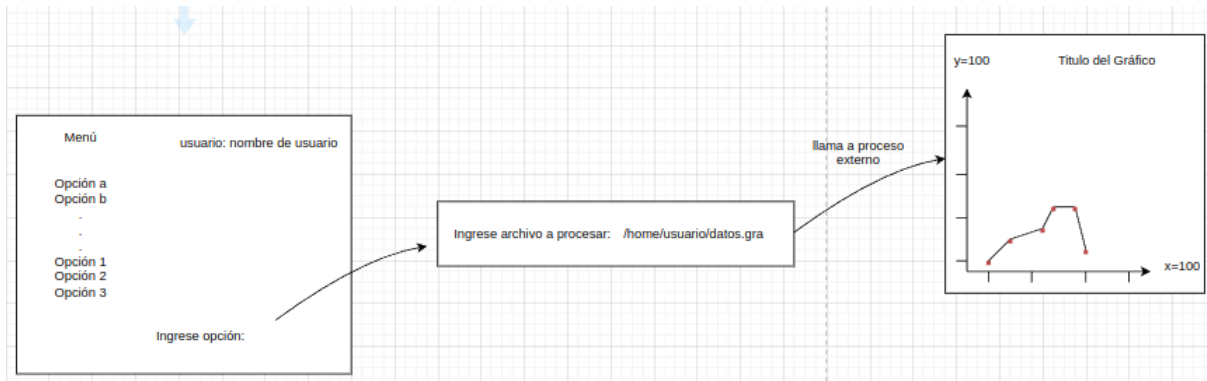 Menú
usuario: nombre de usuario
Opción a
Opción b
.
.
.
Opción 1
Opción 2
Opción 3
Ingrese opción:
Ingrese archivo a procesar: /home/usuario/datos.gra
llama a proceso
externo
y=100
Titulo del Gráfico
x=100